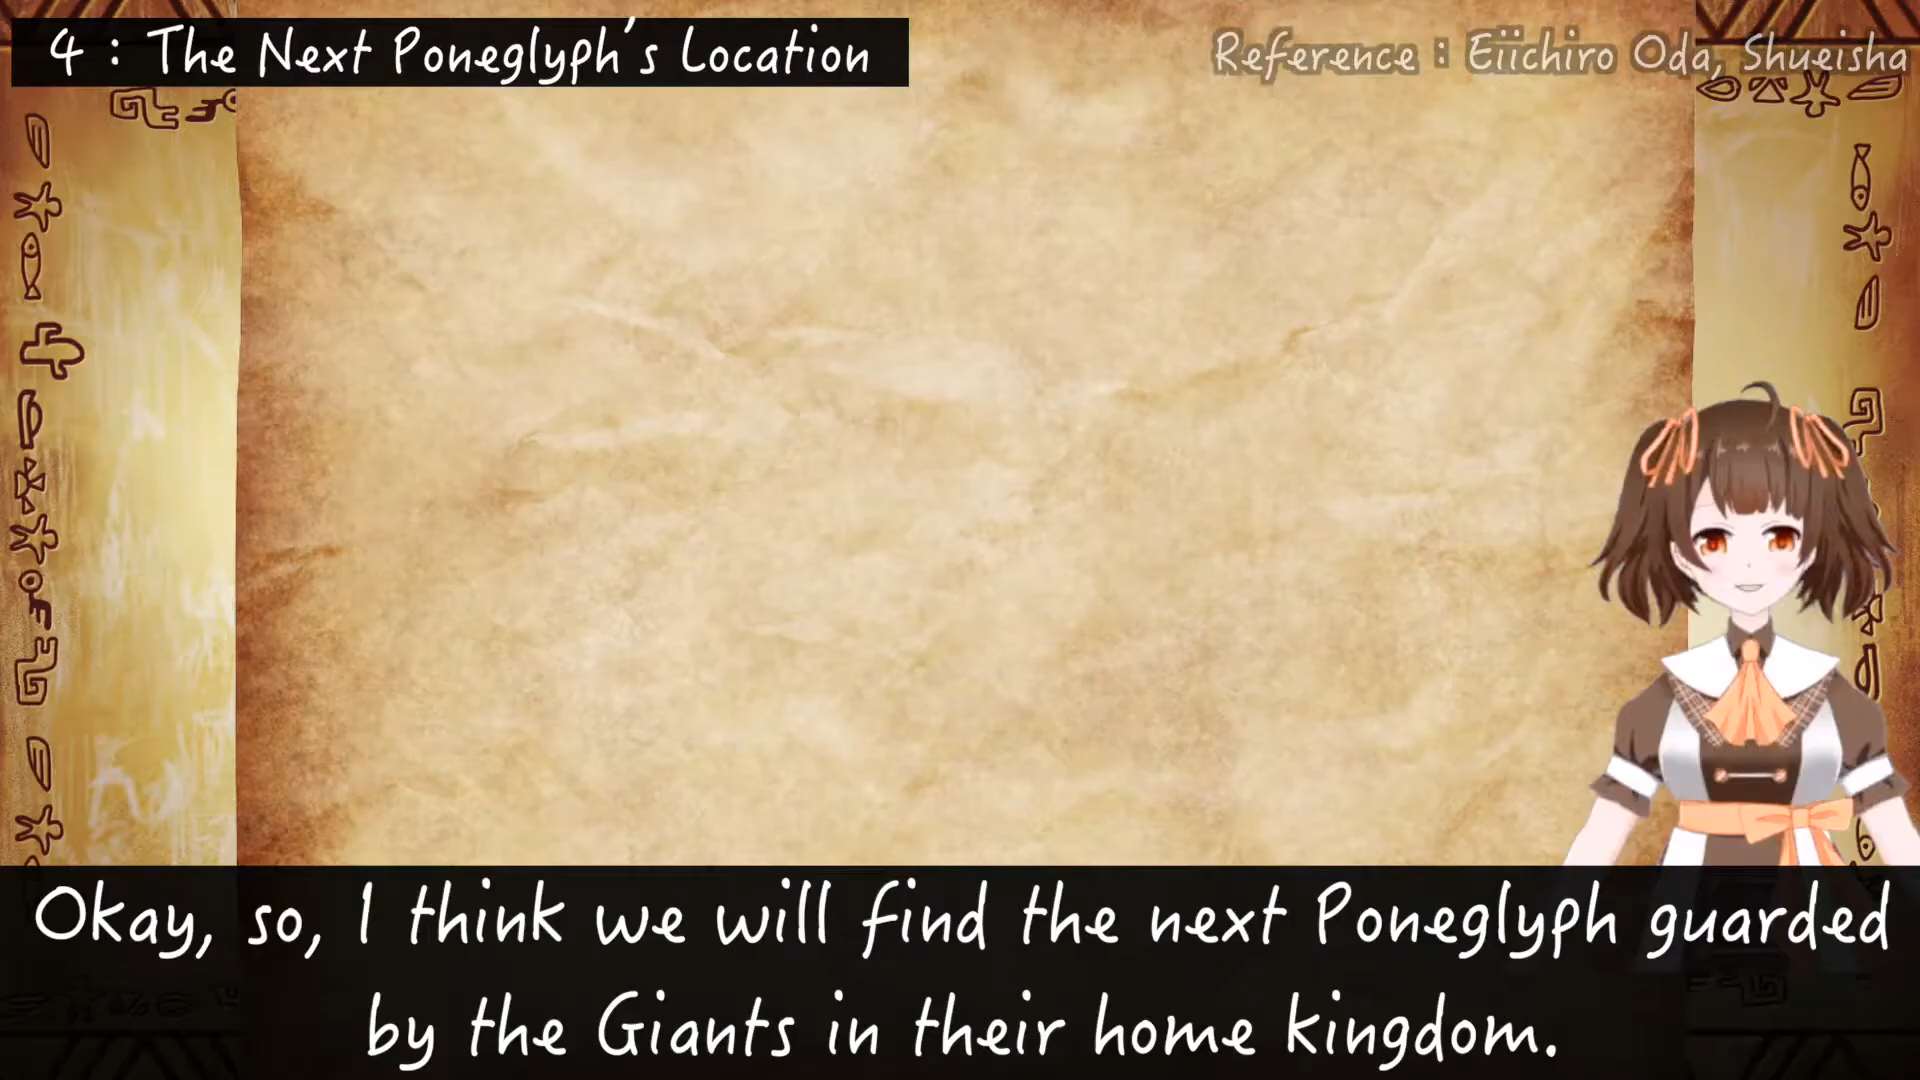 4 : The Next Poneglyph's Location
Reference : Eiichiro Oda, Shueisha
Okay, so, I think we will find the next Poneglyph guarded
by the Giants in their home kingdom.